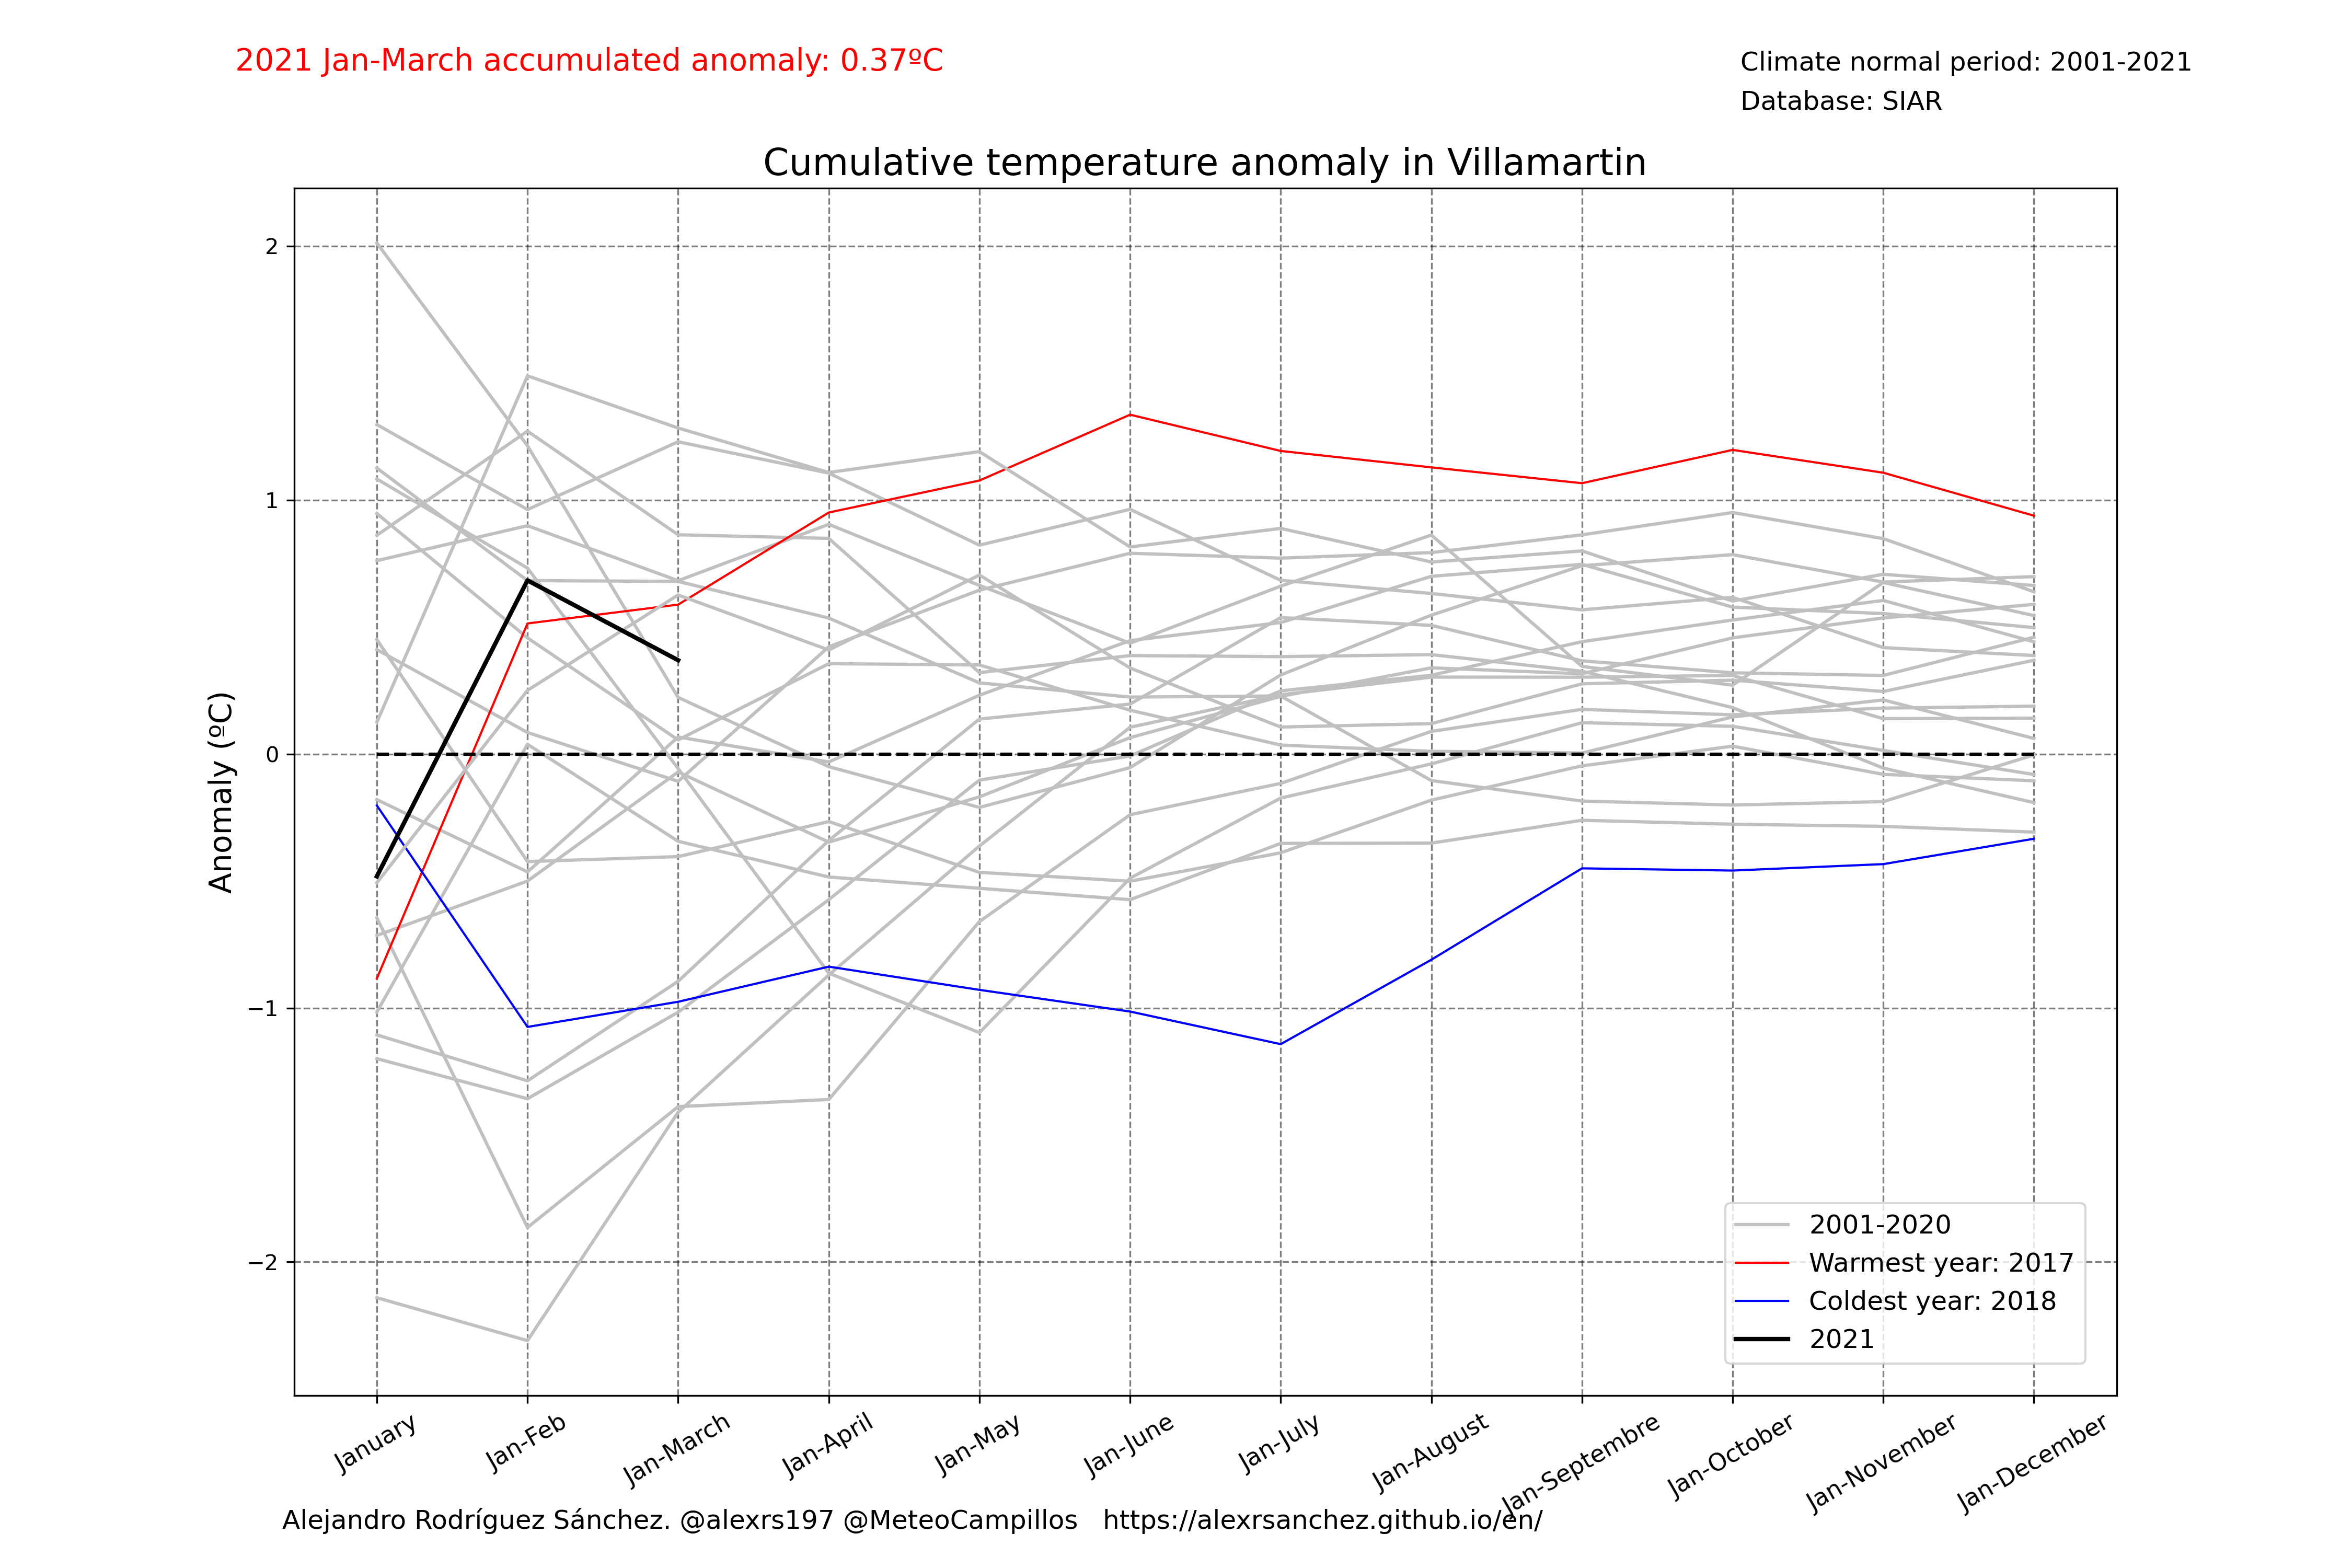 2021 Jan-March accumulated anomaly: 0.37ºC
Climate normal period: 2001-2021
Database: SIAR
Cumulative temperature anomaly in Villamartin
Anomaly (ºC)
2
1
0
−1
−2
2001-2020
Warmest year: 2017
Coldest year: 2018
2021
January
Jan-Feb
Jan-March
Jan-April
Jan-May
Jan-June
Jan-July
Jan-August
Jan-Septembre
Jan-October
Jan-November
Jan-December
Alejandro Rodríguez Sánchez. @alexrs197 @MeteoCampillos https://alexrsanchez.github.io/en/